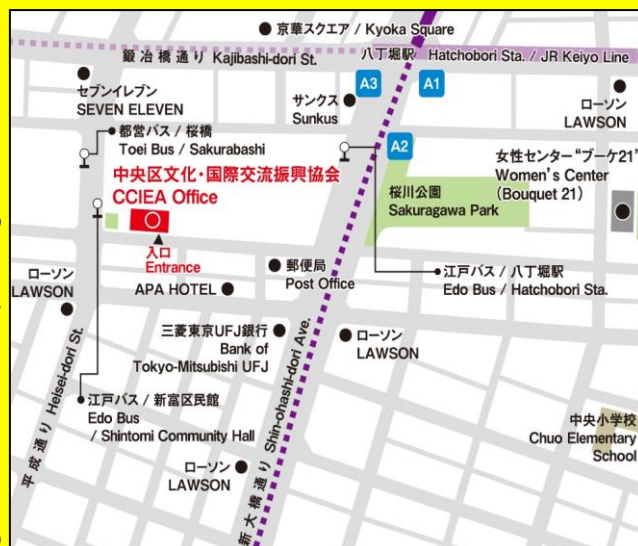 京華スクエア / Kyoka Square
鍛冶橋通り Kajibashi-dori St.
八丁堀駅 Hatchobori Sta. / JR Keiyo Line
A3
A1
セブンイレブン
SEVEN ELEVEN
サンクス
Sunkus
ローソン
LAWSON
都営バス / 桜橋
Toei Bus / Sakurabashi
A2
女性センター“ブーケ21”
Women's Center
(Bouquet 21)
中央区文化・国際交流振興協会
CCIEA Office
桜川公園
Sakuragawa Park
入口
Entrance
郵便局
Post Office
江戸バス / 八丁堀駅
Edo Bus / Hatchobori Sta.
ローソン
LAWSON
APA HOTEL
三菱東京UFJ銀行
Bank of
Tokyo-Mitsubishi UFJ
ローソン
LAWSON
江戸バス / 新富区民館
Edo Bus
/ Shintomi Community Hall
中央小学校
Chuo Elementary
School
ローソン
LAWSON
平成通り Heisei-dori St.
新大橋通り Shin-ohashi-dori Ave.